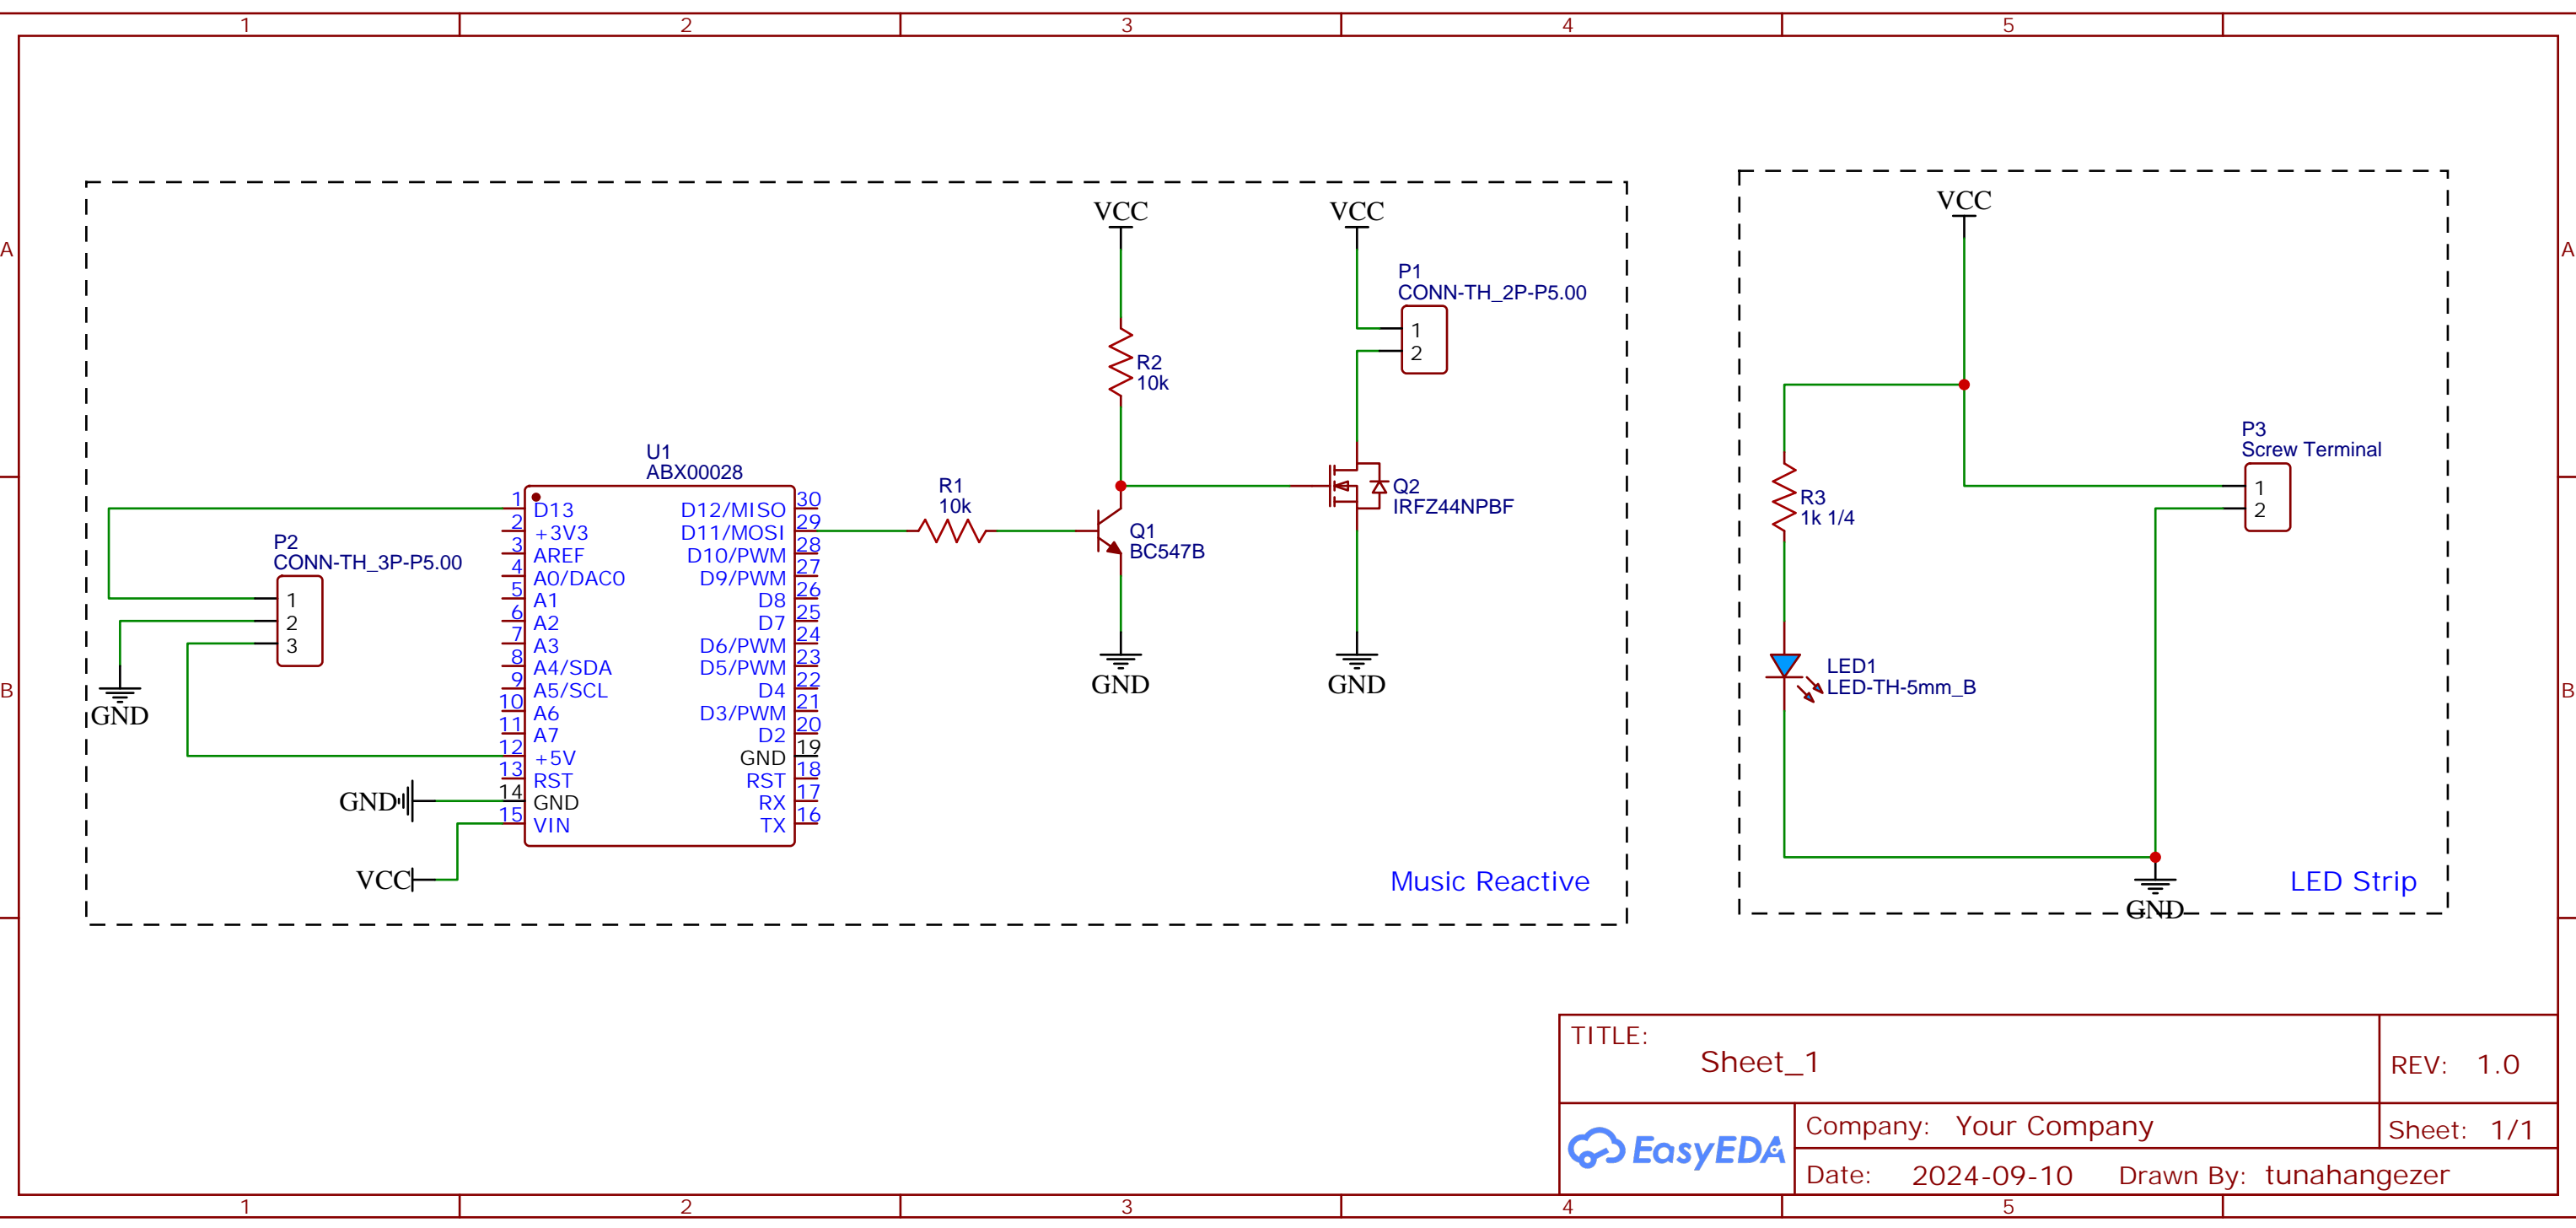 1 2 3 4 5
A A
B B
VCC
VCC
VCC
P1
CONN-TH_2P-P5.00
1
2
R2
10k
U1
ABX00028
R1
10k
Q1
BC547B
Q2
IRFZ44NPBF
P2
CONN-TH_3P-P5.00
1
2
3
GND
1 D13
2 +3V3
3 AREF
4 A0/DAC0
5 A1
6 A2
7 A3
8 A4/SDA
9 A5/SCL
10 A6
11 A7
12 +5V
13 RST
14 GND
15 VIN
D12/MISO 30
D11/MOSI 29
D10/PWM 28
D9/PWM 27
D8 26
D7 25
D6/PWM 24
D5/PWM 23
D4 22
D3/PWM 21
D2 20
GND 19
RST 18
RX 17
TX 16
GND
VCC
GND
GND
Music Reactive
P3
Screw Terminal
1
2
R3
1k 1/4
LED1
LED-TH-5mm_B
GND
LED Strip
TITLE:
Sheet_1
REV: 1.0
EasyEDA
Company: Your Company
Sheet: 1/1
Date: 2024-09-10 Drawn By: tunahangezer
1 2 3 4 5